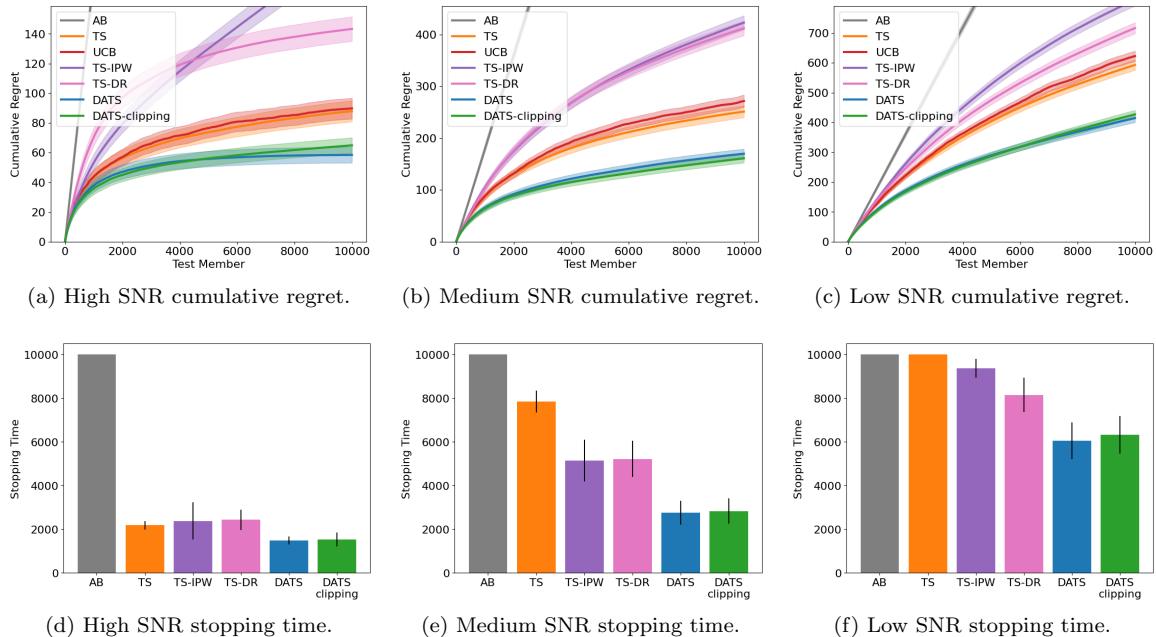 AB
TS
UCB
TS-IPW
TS-DR
DATS
DATS-clipping
Cumulative Regret
140
120
100
80
60
40
20
0
0 2000 4000 6000 8000 10000
Test Member
(a) High SNR cumulative regret.
AB
TS
UCB
TS-IPW
TS-DR
DATS
DATS-clipping
Cumulative Regret
400
300
200
100
0
0 2000 4000 6000 8000 10000
Test Member
(b) Medium SNR cumulative regret.
AB
TS
UCB
TS-IPW
TS-DR
DATS
DATS-clipping
Cumulative Regret
700
600
500
400
300
200
100
0
0 2000 4000 6000 8000 10000
Test Member
(c) Low SNR cumulative regret.
Stopping Time
10000
8000
6000
4000
2000
0
AB TS TS-IPW TS-DR DATS DATS
clipping
(d) High SNR stopping time.
Stopping Time
10000
8000
6000
4000
2000
0
AB TS TS-IPW TS-DR DATS DATS
clipping
(e) Medium SNR stopping time.
Stopping Time
10000
8000
6000
4000
2000
0
AB TS TS-IPW TS-DR DATS DATS
clipping
(f) Low SNR stopping time.